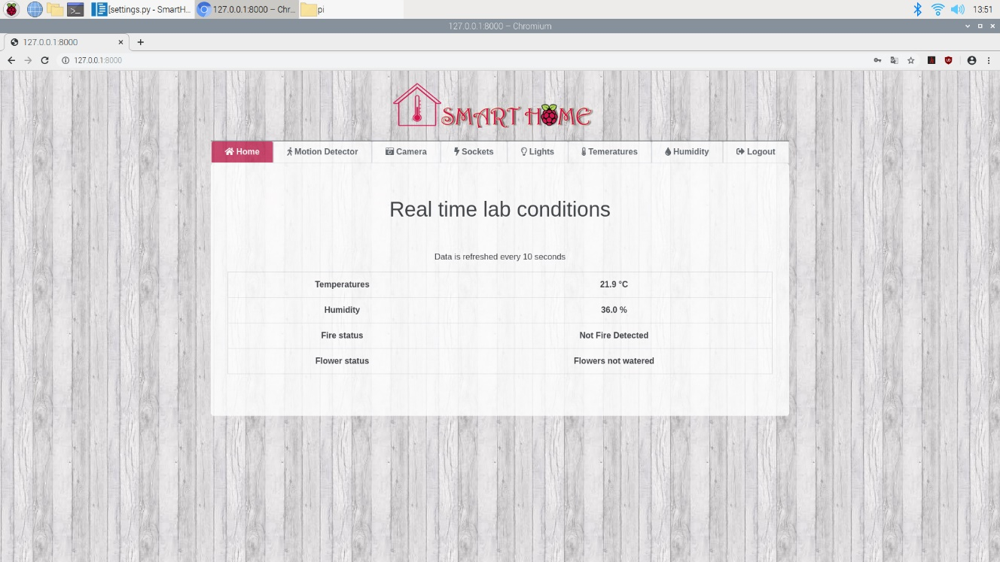 [settings.py - SmartH... 127.0.0.1:8000 – Chr... pi 13:51
127.0.0.1:8000 – Chromium
127.0.0.1:8000
127.0.0.1:8000
SMART HOME
Home Motion Detector Camera Sockets Lights Temeratures Humidity Logout
Real time lab conditions
Data is refreshed every 10 seconds
Temperatures 21.9 °C
Humidity 36.0 %
Fire status Not Fire Detected
Flower status Flowers not watered